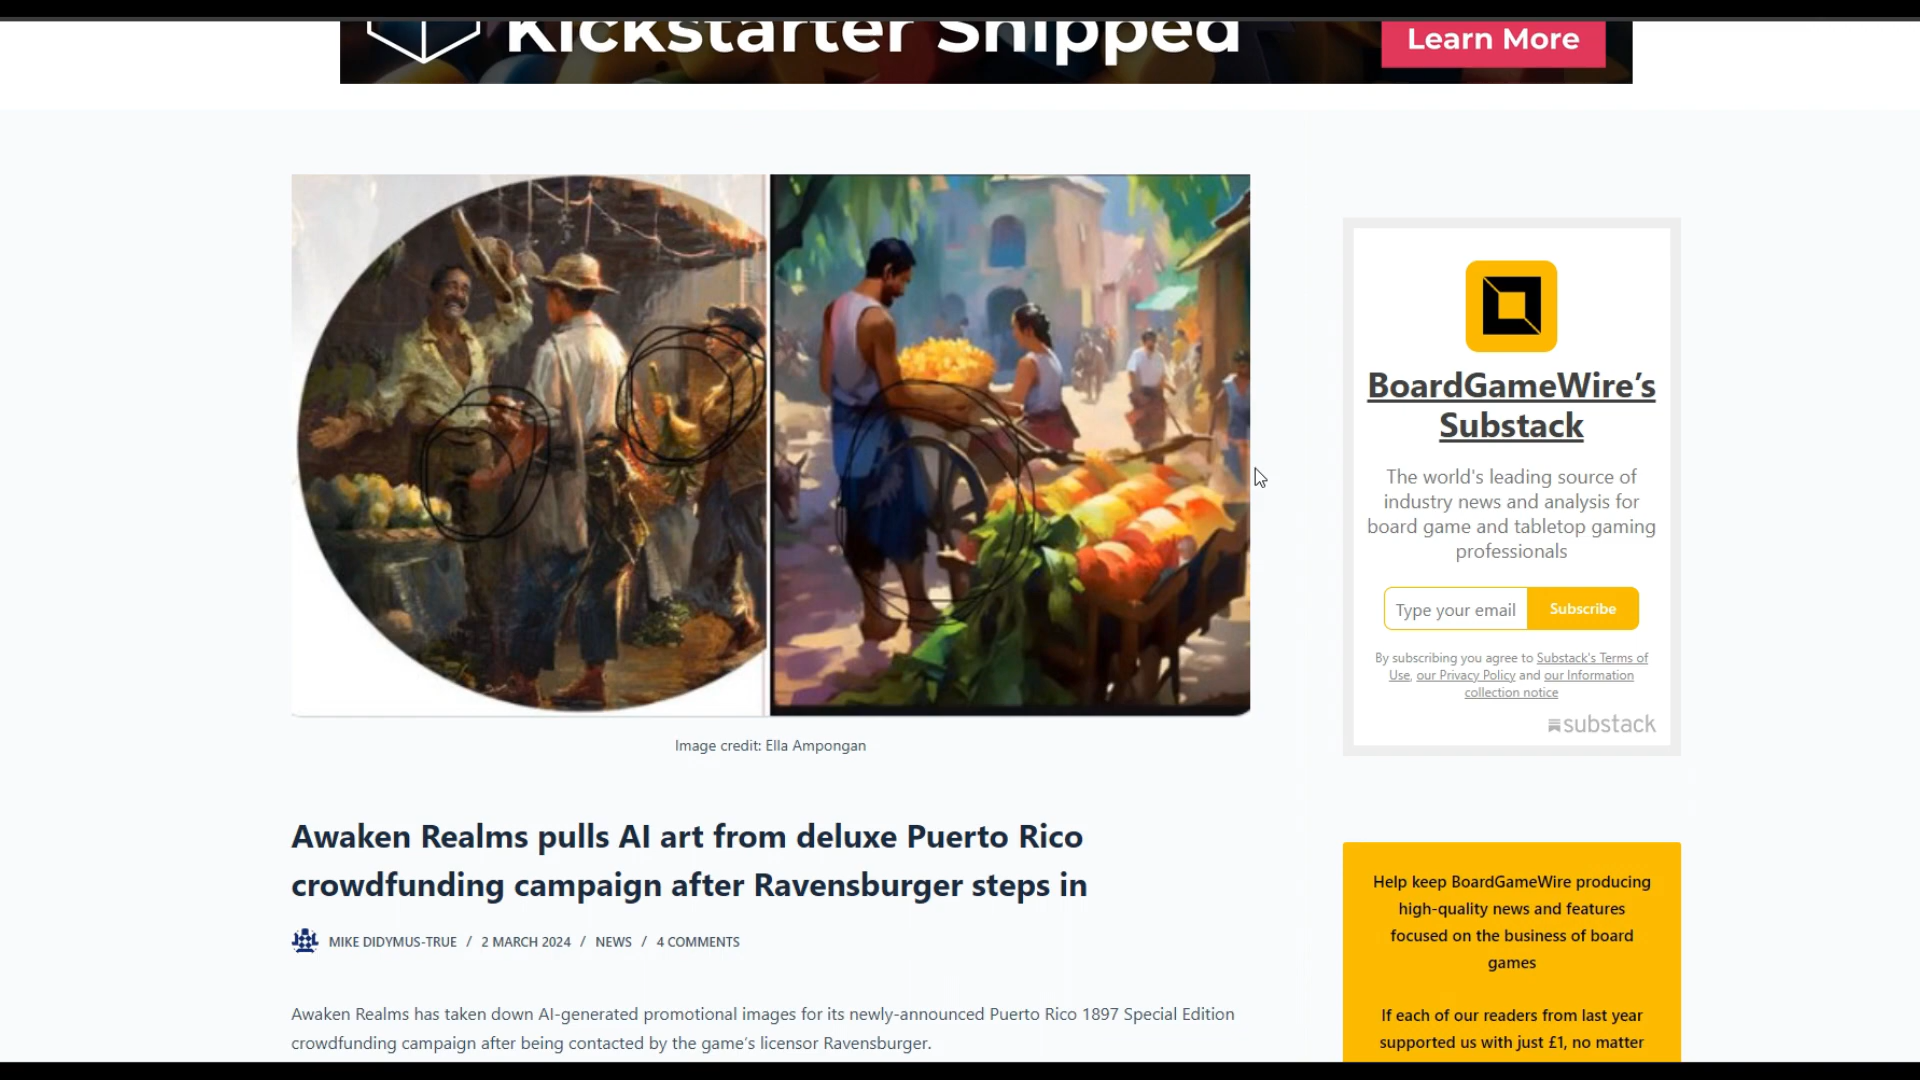 Kickstarter Shipped
Learn More
BoardGameWire’s
Substack
The world's leading source of
industry news and analysis for
board game and tabletop gaming
professionals
Type your email
Subscribe
By subscribing you agree to Substack's Terms of
Use, our Privacy Policy and our Information
collection notice
substack
Image credit: Ella Ampongan
Awaken Realms pulls AI art from deluxe Puerto Rico
crowdfunding campaign after Ravensburger steps in
MIKE DIDYMUS-TRUE / 2 MARCH 2024 / NEWS / 4 COMMENTS
Awaken Realms has taken down AI-generated promotional images for its newly-announced Puerto Rico 1897 Special Edition
crowdfunding campaign after being contacted by the game’s licensor Ravensburger.
Help keep BoardGameWire producing
high-quality news and features
focused on the business of board
games
If each of our readers from last year
supported us with just £1, no matter